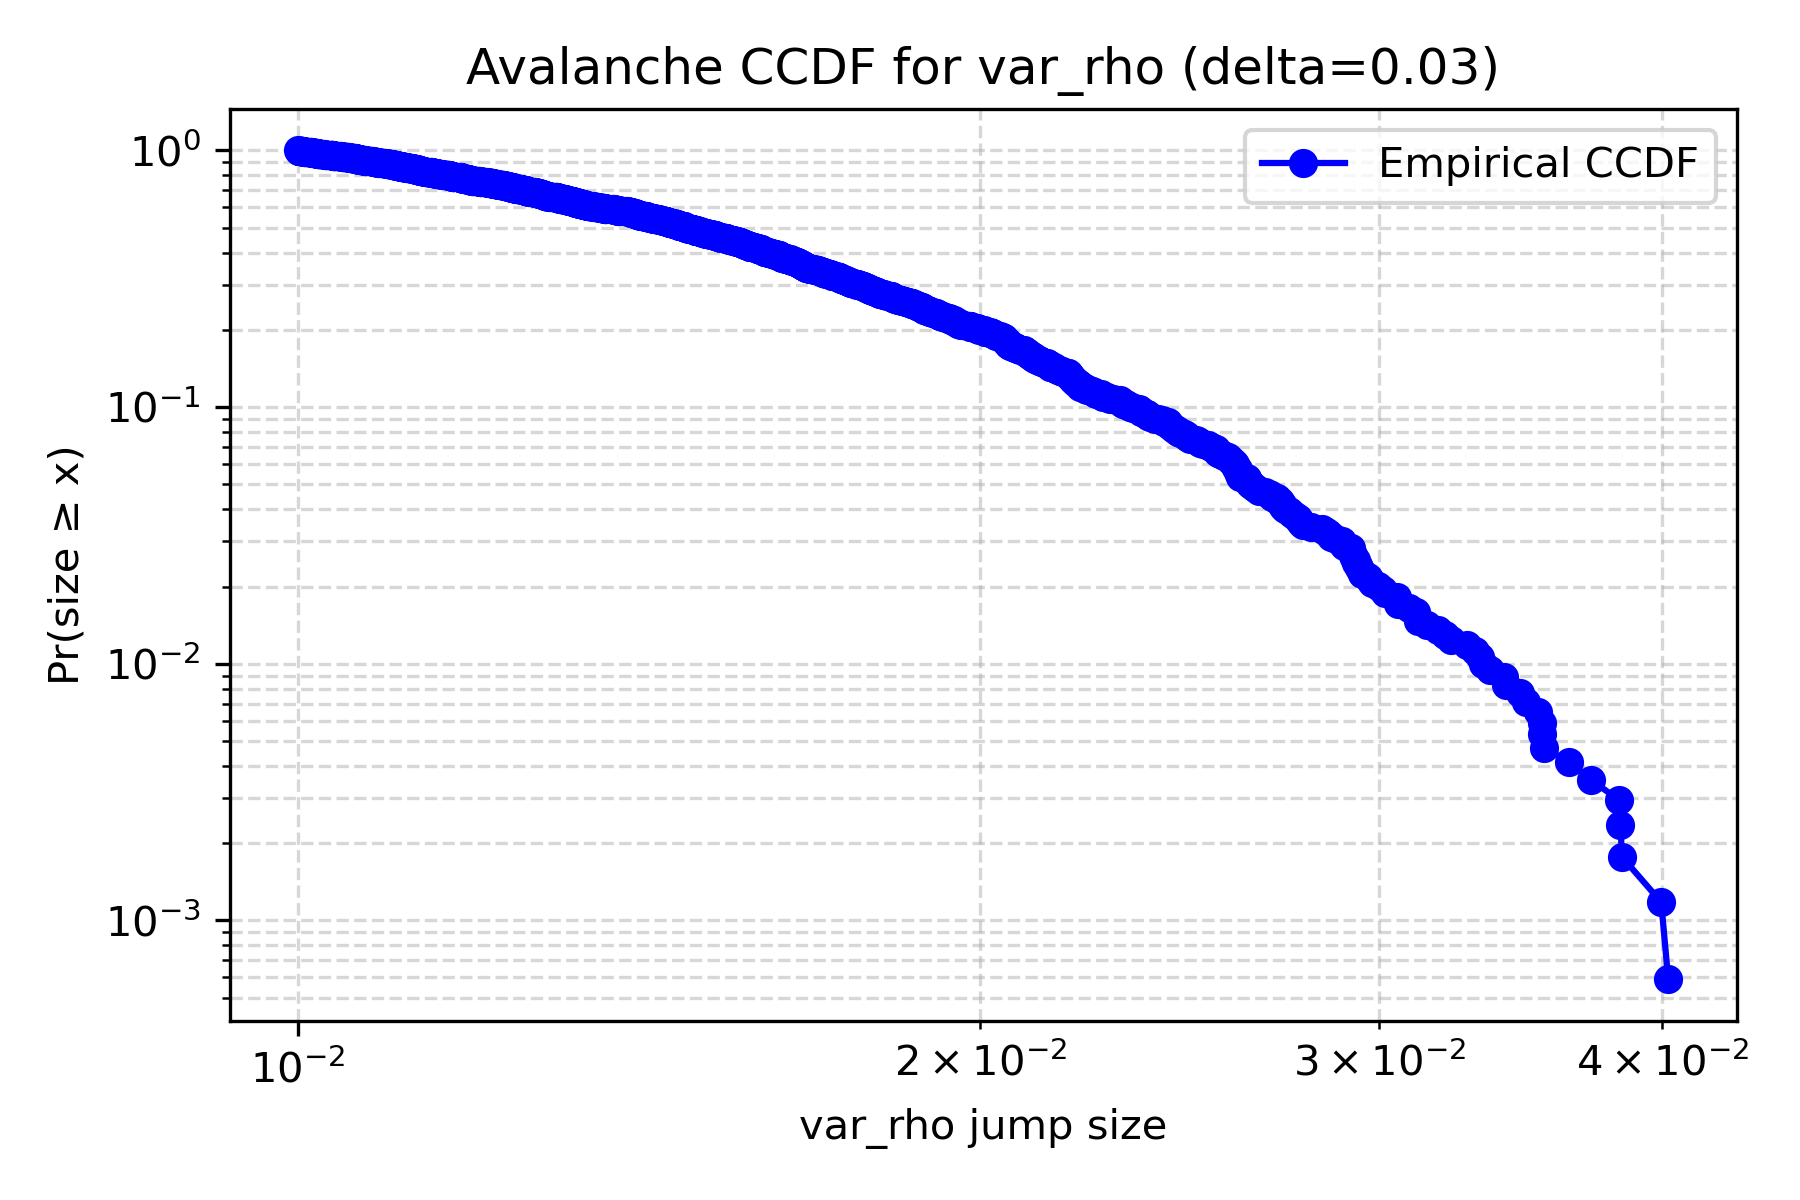 Avalanche CCDF for var_rho (delta=0.03)
Empirical CCDF
Pr(size ≥ x)
10⁰
10⁻¹
10⁻²
10⁻³
10⁻²
2 × 10⁻²
3 × 10⁻²
4 × 10⁻²
var_rho jump size